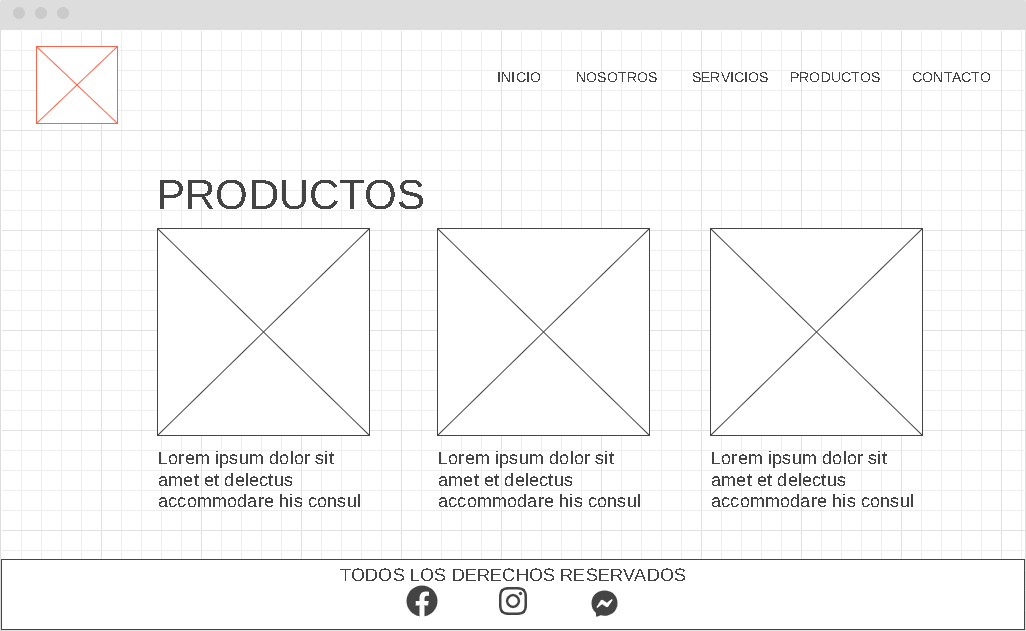 INICIO NOSOTROS SERVICIOS PRODUCTOS CONTACTO
PRODUCTOS
Lorem ipsum dolor sit
amet et delectus
accommodare his consul
Lorem ipsum dolor sit
amet et delectus
accommodare his consul
Lorem ipsum dolor sit
amet et delectus
accommodare his consul
TODOS LOS DERECHOS RESERVADOS